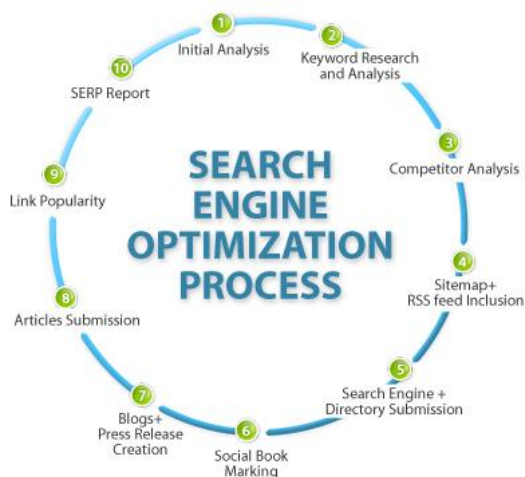 1
Initial Analysis
2
Keyword Research
and Analysis
3
Competitor Analysis
4
Sitemap+
RSS feed Inclusion
5
Search Engine +
Directory Submission
6
Social Book
Marking
7
Blogs+
Press Release
Creation
8
Articles Submission
9
Link Popularity
10
SERP Report
SEARCH
ENGINE
OPTIMIZATION
PROCESS